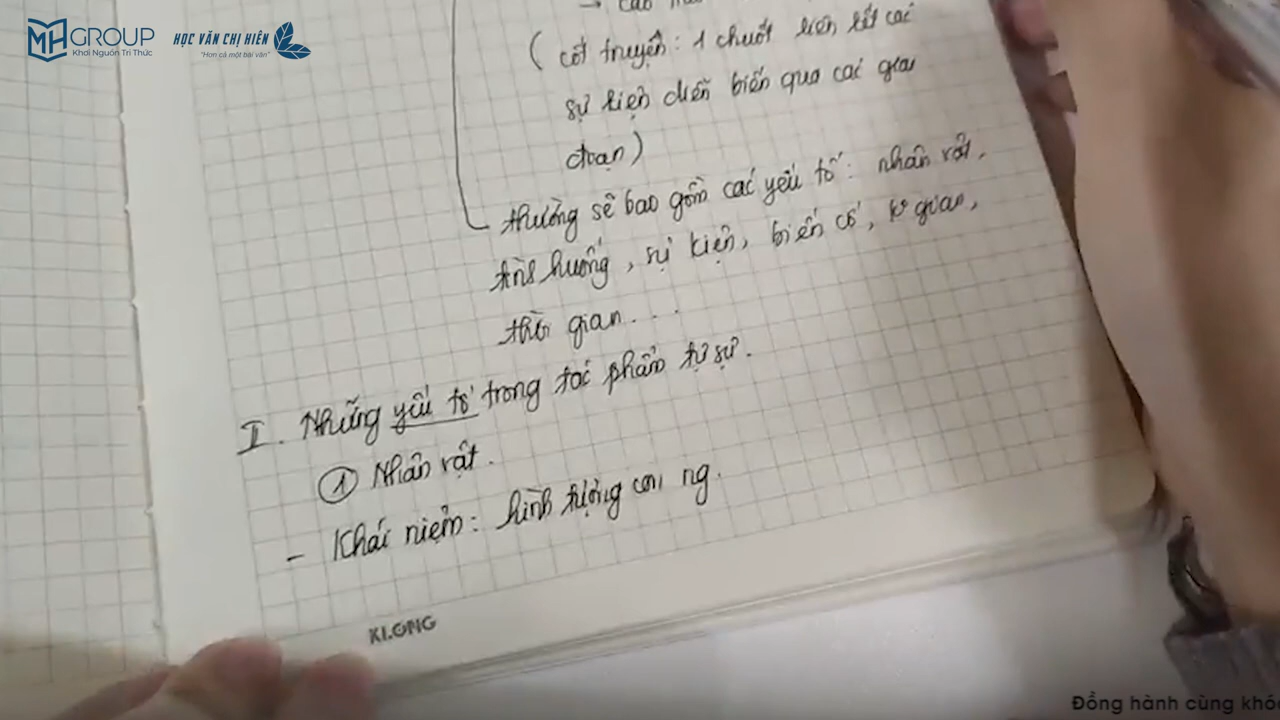 MH GROUP
Khơi Nguồn Tri Thức
HỌC VĂN CHỊ HIÊN
"Hơn cả một bài văn"
→
( cốt truyện : 1 chuỗi liên kết các
sự kiện diễn biến qua các giai
đoạn )
thường sẽ bao gồm các yếu tố : nhân vật,
tình huống, sự kiện, biến cố, ko gian,
thời gian . . .
II. Những yếu tố trong tác phẩm tự sự.
① Nhân vật.
- Khái niệm : hình tượng con ng.
KLONG
Đồng hành cùng